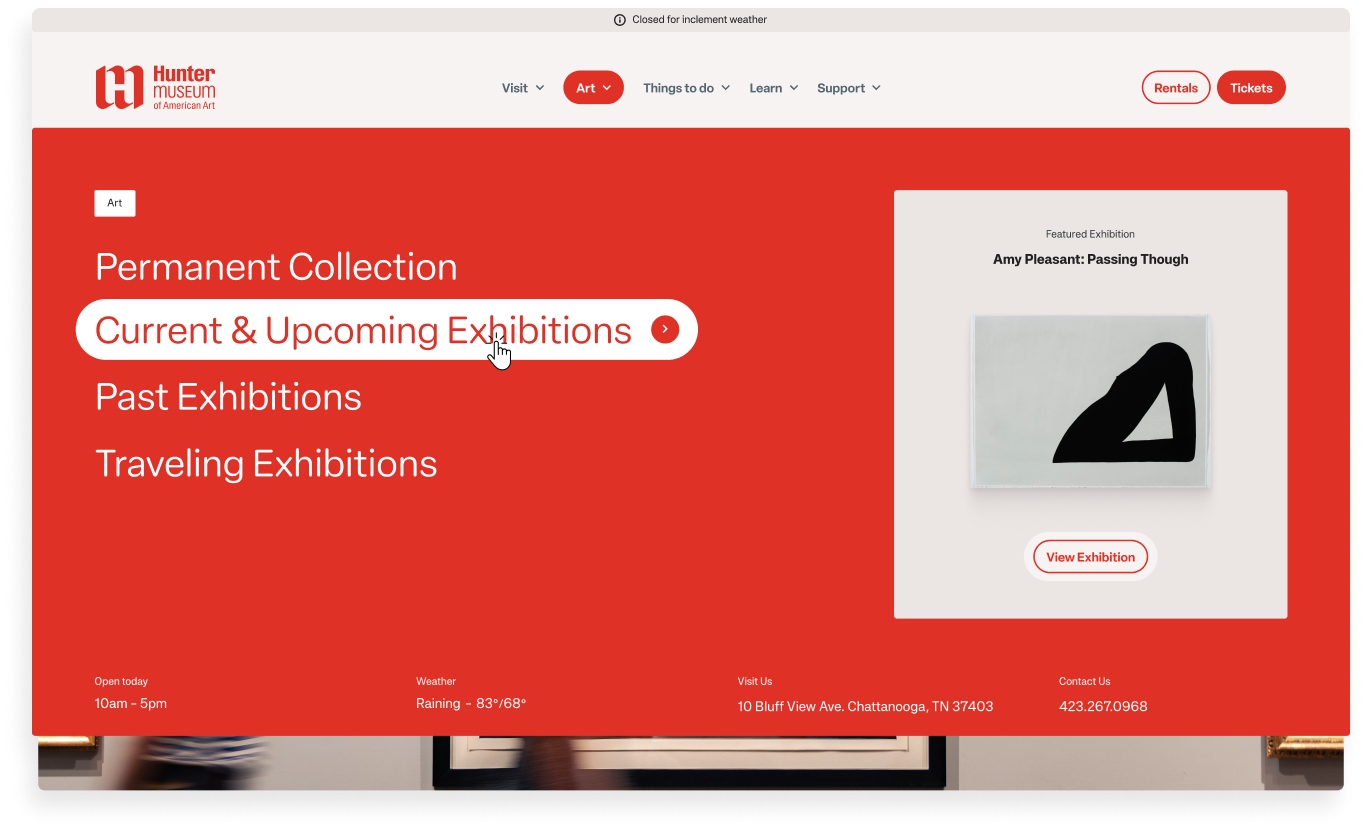 Closed for inclement weather
Hunter
MUSEUM
of American Art
Visit
Art
Things to do
Learn
Support
Rentals
Tickets
Art
Permanent Collection
Current & Upcoming Exhibitions
Past Exhibitions
Traveling Exhibitions
Featured Exhibition
Amy Pleasant: Passing Though
View Exhibition
Open today
10am – 5pm
Weather
Raining – 83°/68°
Visit Us
10 Bluff View Ave. Chattanooga, TN 37403
Contact Us
423.267.0968